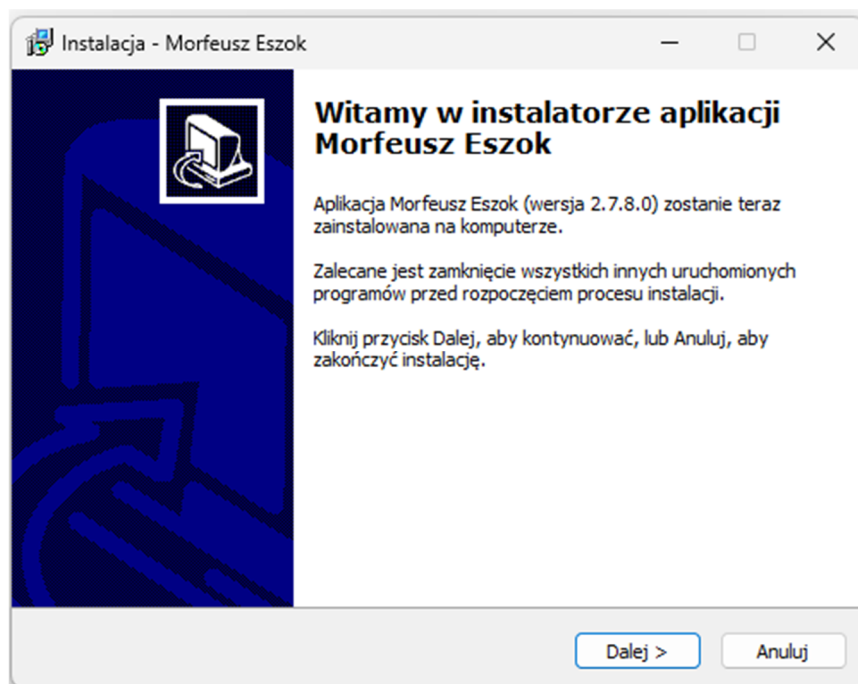 Instalacja - Morfeusz Eszok
Witamy w instalatorze aplikacji
Morfeusz Eszok
Aplikacja Morfeusz Eszok (wersja 2.7.8.0) zostanie teraz
zainstalowana na komputerze.
Zalecane jest zamknięcie wszystkich innych uruchomionych
programów przed rozpoczęciem procesu instalacji.
Kliknij przycisk Dalej, aby kontynuować, lub Anuluj, aby
zakończyć instalację.
Dalej >
Anuluj